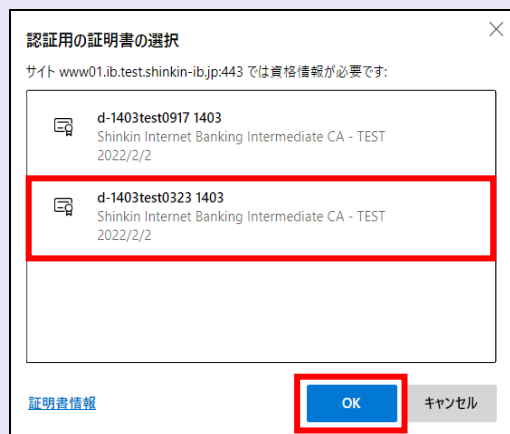 認証用の証明書の選択
サイト www01.ib.test.shinkin-ib.jp:443 では資格情報が必要です:
d-1403test0917 1403
Shinkin Internet Banking Intermediate CA - TEST
2022/2/2
d-1403test0323 1403
Shinkin Internet Banking Intermediate CA - TEST
2022/2/2
証明書情報
OK
キャンセル